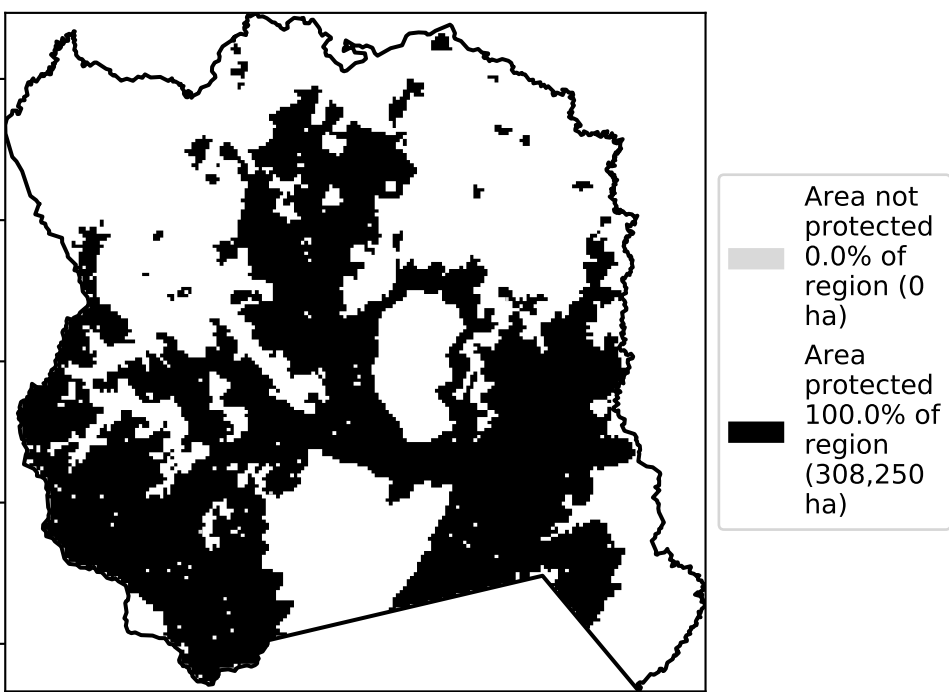 Area not
protected
0.0% of
region (0
ha)
Area
protected
100.0% of
region
(308,250
ha)